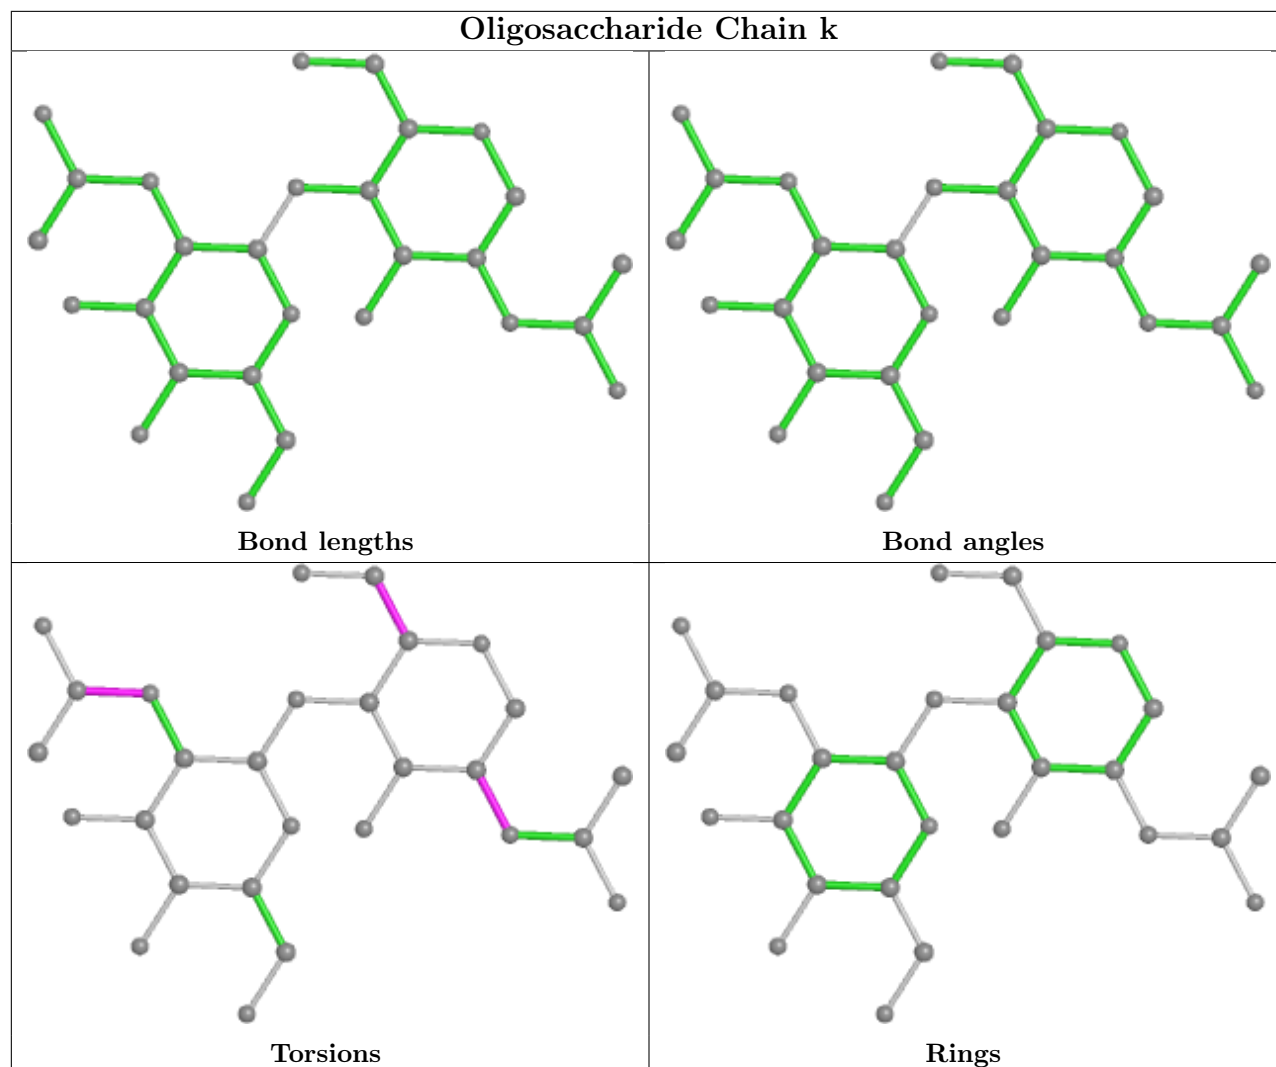 Oligosaccharide Chain k
Bond lengths
Bond angles
Torsions
Rings